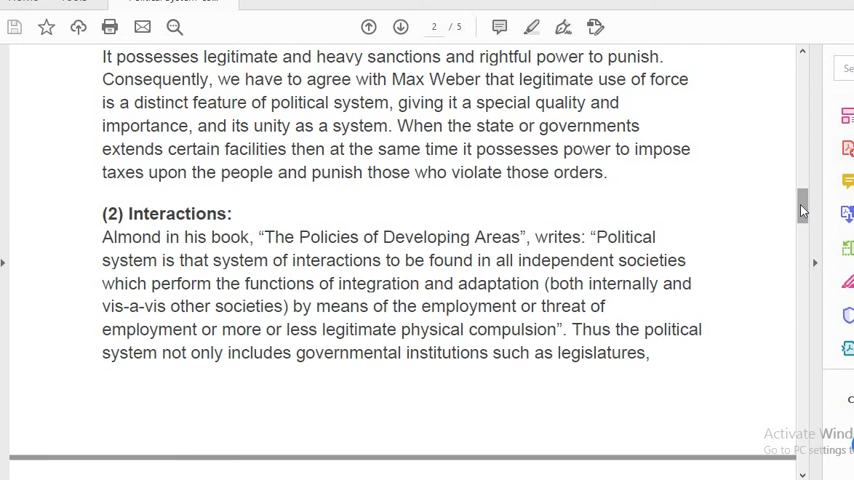 2 / 5
It possesses legitimate and heavy sanctions and rightful power to punish.
Consequently, we have to agree with Max Weber that legitimate use of force
is a distinct feature of political system, giving it a special quality and
importance, and its unity as a system. When the state or governments
extends certain facilities then at the same time it possesses power to impose
taxes upon the people and punish those who violate those orders.
(2) Interactions:
Almond in his book, “The Policies of Developing Areas”, writes: “Political
system is that system of interactions to be found in all independent societies
which perform the functions of integration and adaptation (both internally and
vis-a-vis other societies) by means of the employment or threat of
employment or more or less legitimate physical compulsion”. Thus the political
system not only includes governmental institutions such as legislatures,
Se
C
Activate Wind
Go to PC settings t